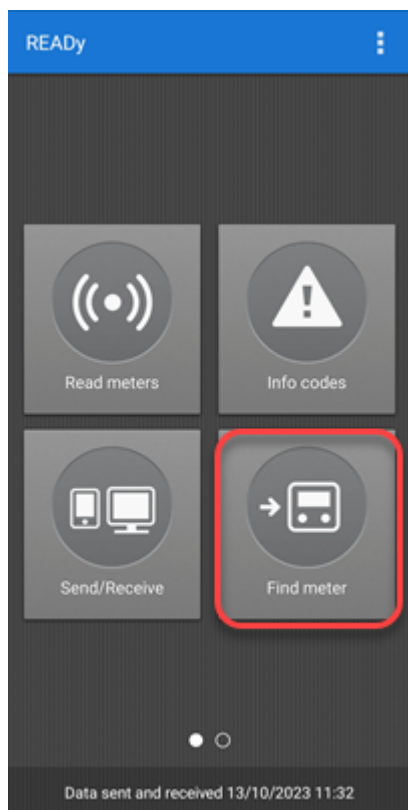 READy
Read meters
Info codes
Send/Receive
Find meter
Data sent and received 13/10/2023 11:32